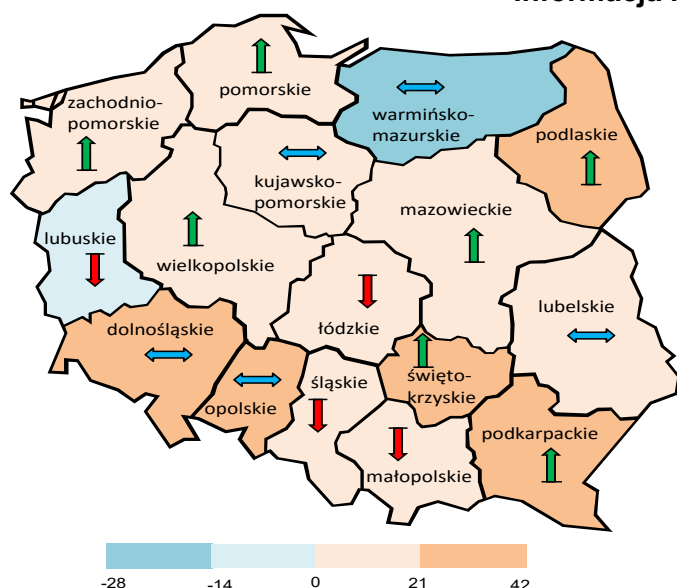 pomorskie
zachodnio-
pomorskie
warmińsko-
mazurskie
podlaskie
kujawsko-
pomorskie
mazowieckie
lubuskie
wielkopolskie
lubelskie
dolnośląskie
łódzkie
śląskie
święto-
krzyskie
opolskie
podkarpackie
małopolskie
-28 -14 0 21 42